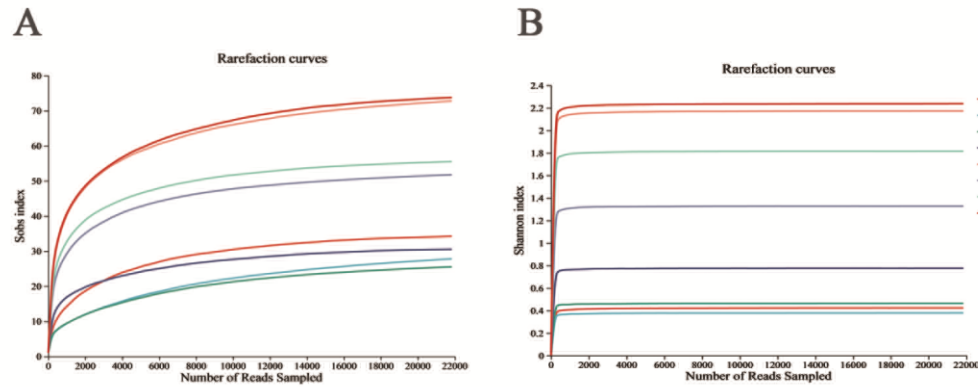 A
B
Rarefaction curves
Rarefaction curves
80
70
60
50
40
30
20
10
0
Sobs index
0 2000 4000 6000 8000 10000 12000 14000 16000 18000 20000 22000
Number of Reads Sampled
2.4
2.2
2
1.8
1.6
1.4
1.2
1
0.8
0.6
0.4
0.2
0
Shannon index
0 2000 4000 6000 8000 10000 12000 14000 16000 18000 20000 22000
Number of Reads Sampled